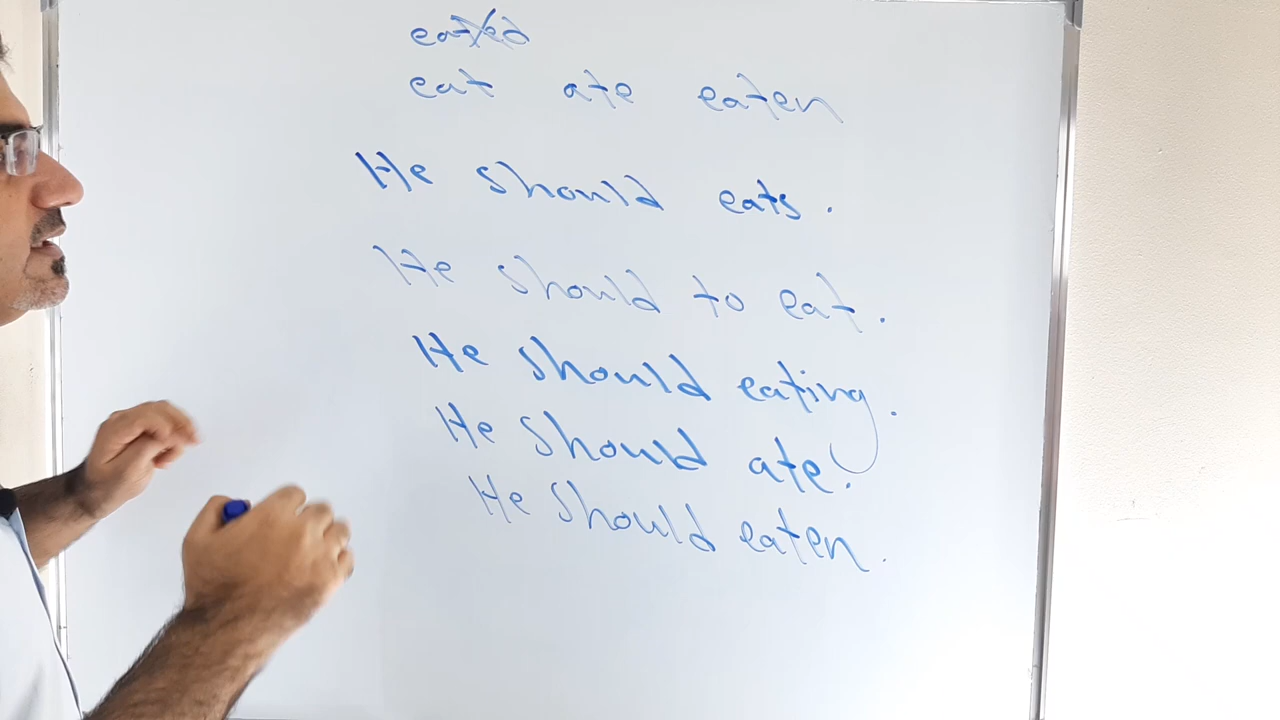 eated
eat ate eaten
He should eats.
He should to eat.
He should eating.
He should ate.
He should eaten.